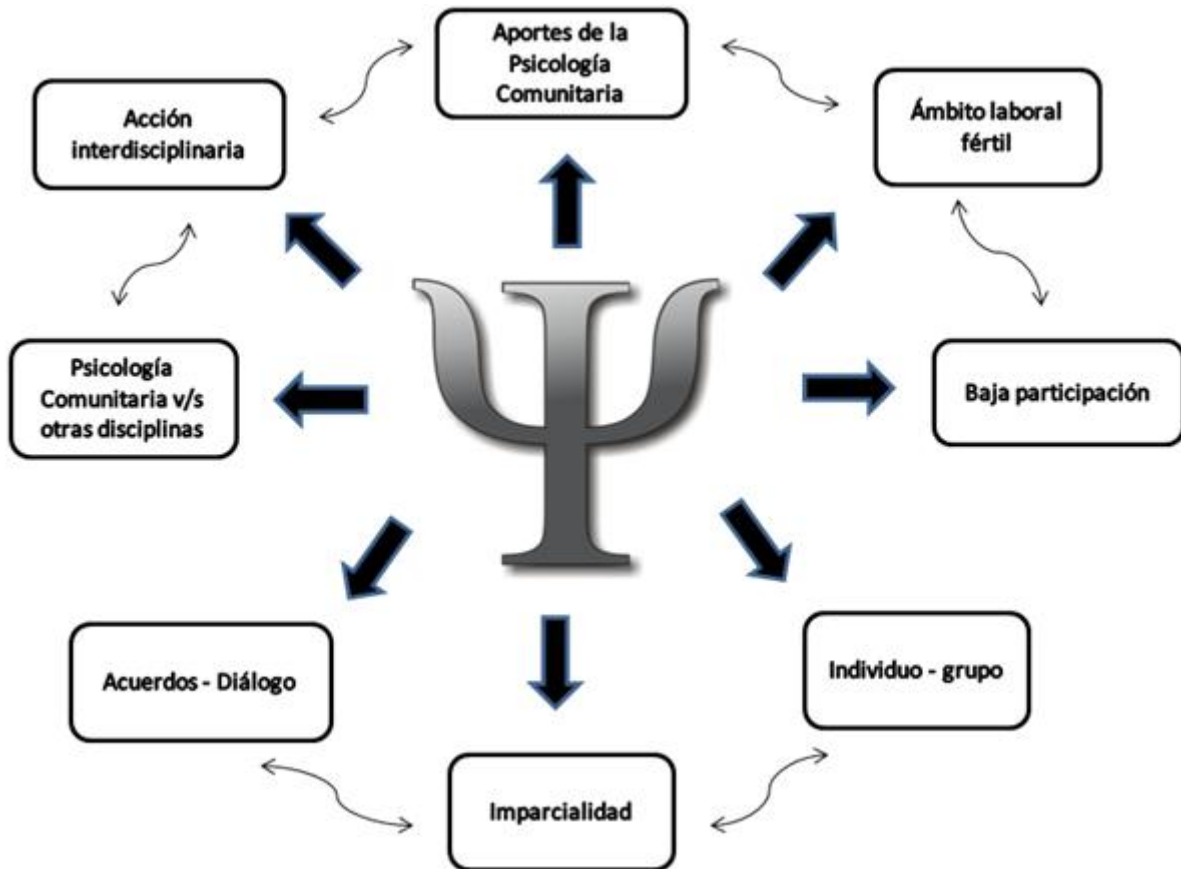 Aportes de la
Psicología
Comunitaria
Acción
interdisciplinaria
Ámbito laboral
fértil
Psicología
Comunitaria v/s
otras disciplinas
Baja participación
Acuerdos - Diálogo
Individuo - grupo
Imparcialidad